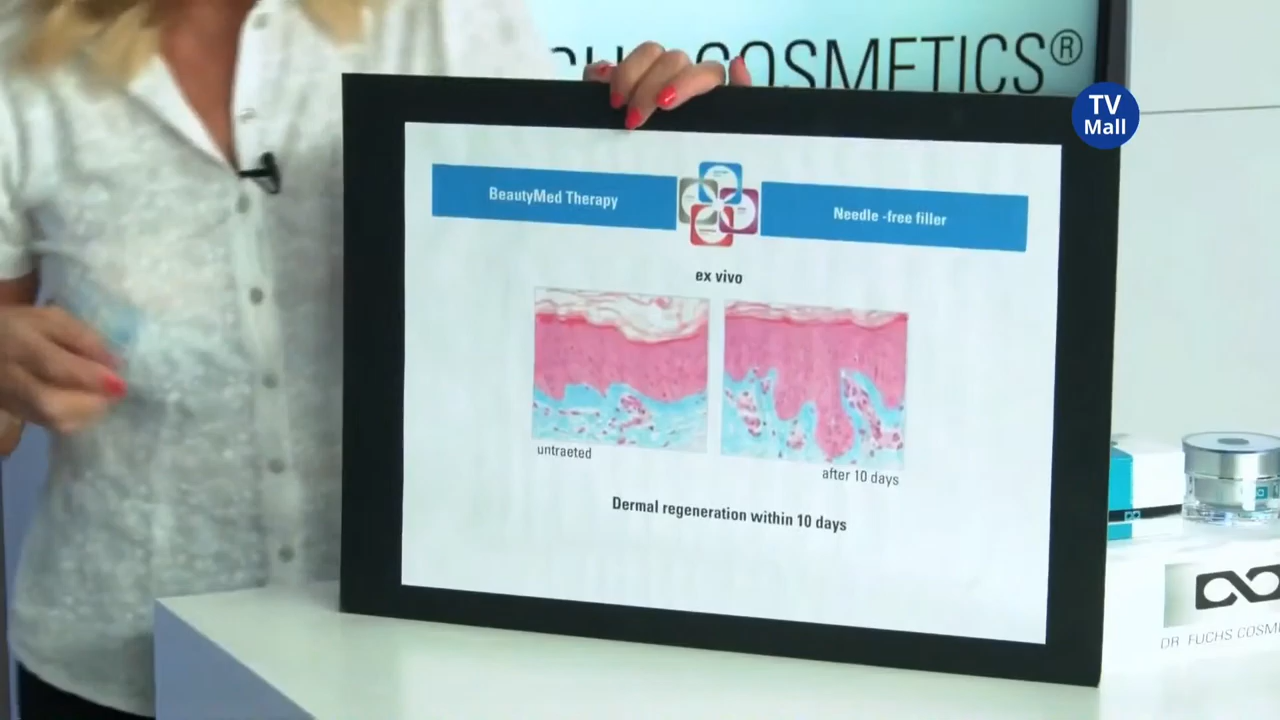 COSMETICS®
TV
Mall
BeautyMed Therapy
Needle -free filler
ex vivo
untraeted
after 10 days
Dermal regeneration within 10 days
DR. FUCHS COSM